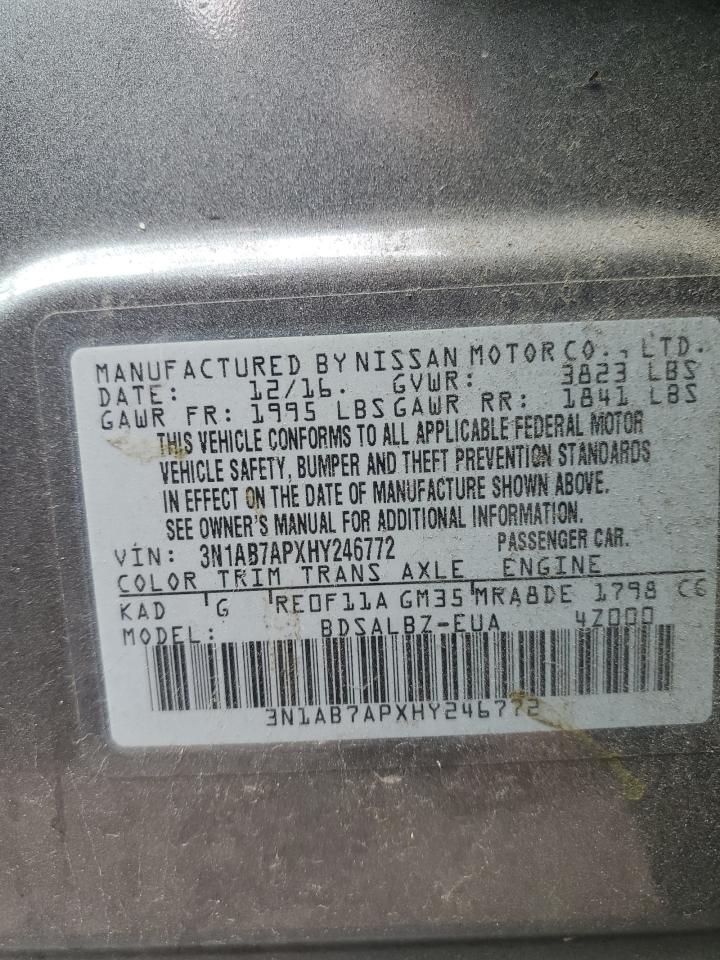 MANUFACTURED BY NISSAN MOTOR CO., LTD.
DATE: 12/16. GVWR: 3823 LBS
GAWR FR: 1995 LBS GAWR RR: 1841 LBS
THIS VEHICLE CONFORMS TO ALL APPLICABLE FEDERAL MOTOR
VEHICLE SAFETY, BUMPER AND THEFT PREVENTION STANDARDS
IN EFFECT ON THE DATE OF MANUFACTURE SHOWN ABOVE.
SEE OWNER'S MANUAL FOR ADDITIONAL INFORMATION.
VIN: 3N1AB7APXHY246772 PASSENGER CAR.
COLOR TRIM TRANS AXLE ENGINE
KAD G RE0F11A GM35 MRA8DE 1798 CC
MODEL: BDSALBZ-EUA 4Z000
3N1AB7APXHY246772